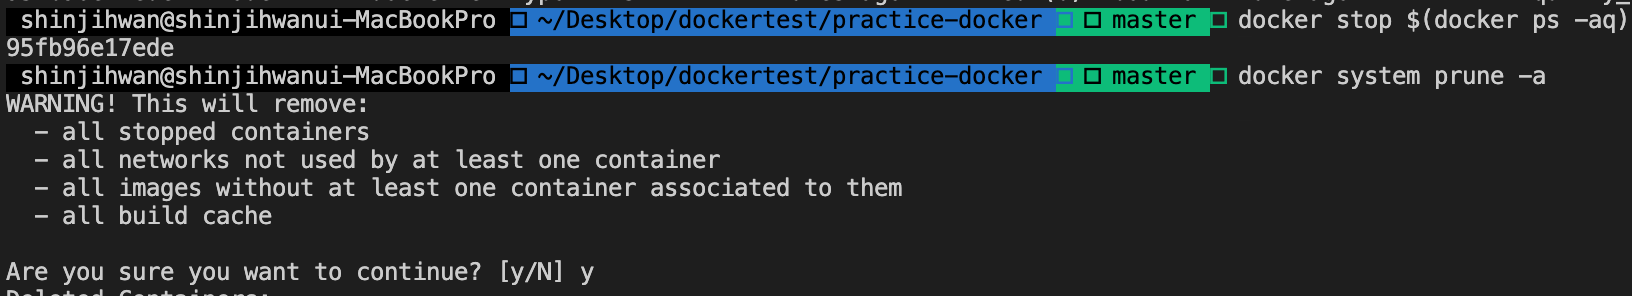 shinjihwan@shinjihwanui-MacBookPro ~/Desktop/dockertest/practice-docker master docker stop $(docker ps -aq)
95fb96e17ede
shinjihwan@shinjihwanui-MacBookPro ~/Desktop/dockertest/practice-docker master docker system prune -a
WARNING! This will remove:
- all stopped containers
- all networks not used by at least one container
- all images without at least one container associated to them
- all build cache
Are you sure you want to continue? [y/N] y
Deleted Containers: